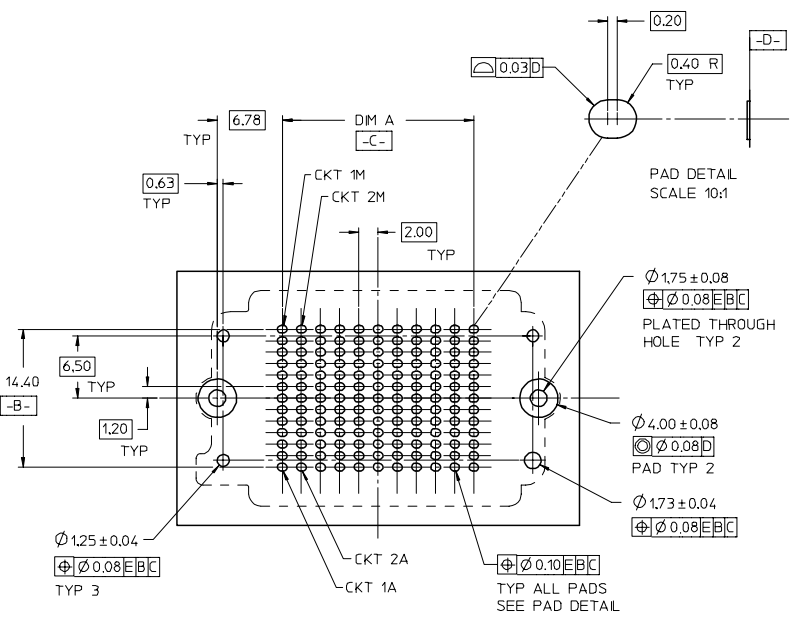 0.20
-D-
⌓ 0.03 D
0.40 R
TYP
6.78
TYP
DIM A
-C-
PAD DETAIL
SCALE 10:1
0.63
TYP
CKT 1M
CKT 2M
2.00
TYP
Ø 1.75 ± 0.08
⌖ Ø 0.08 E B C
PLATED THROUGH
HOLE TYP 2
6.50
TYP
14.40
-B-
1.20
TYP
Ø 4.00 ± 0.08
◎ Ø 0.08 D
PAD TYP 2
Ø 1.73 ± 0.04
⌖ Ø 0.08 E B C
Ø 1.25 ± 0.04
⌖ Ø 0.08 E B C
TYP 3
CKT 2A
CKT 1A
⌖ Ø 0.10 E B C
TYP ALL PADS
SEE PAD DETAIL